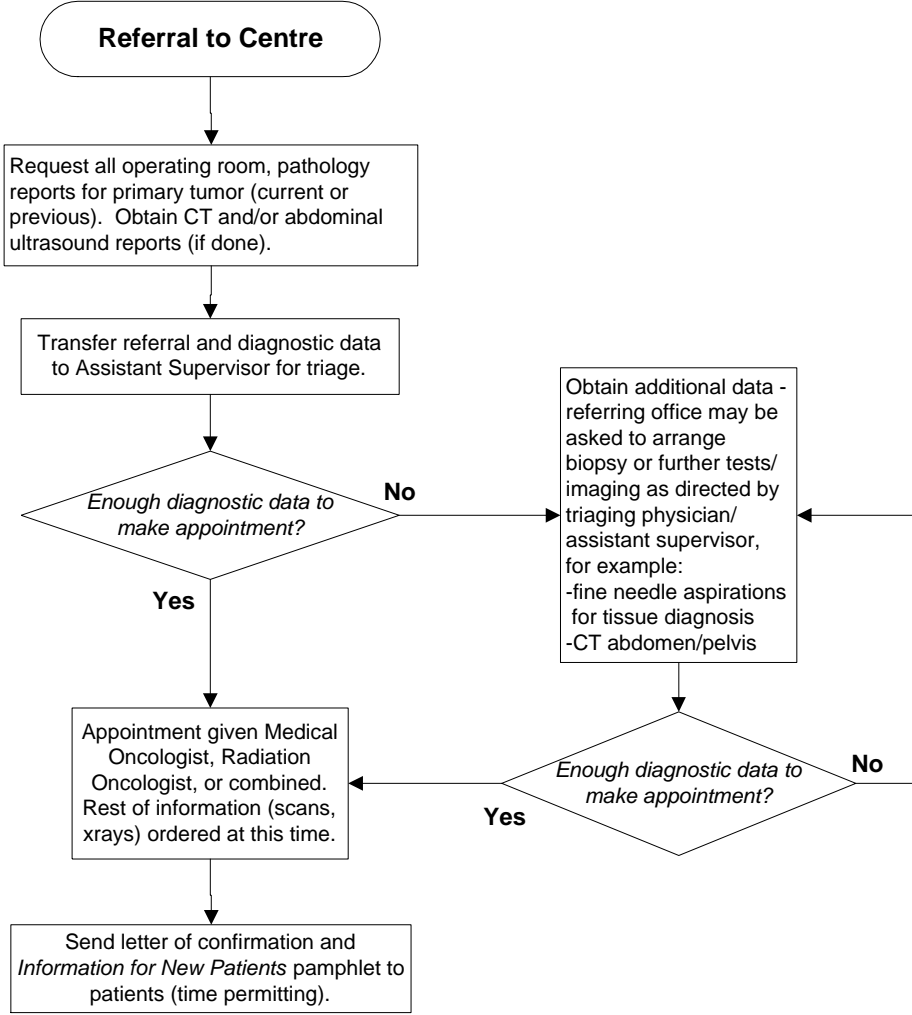 Referral to Centre
Request all operating room, pathology
reports for primary tumor (current or
previous).  Obtain CT and/or abdominal
ultrasound reports (if done).
Transfer referral and diagnostic data
to Assistant Supervisor for triage.
Enough diagnostic data to
make appointment?
No
Yes
Obtain additional data -
referring office may be
asked to arrange
biopsy or further tests/
imaging as directed by
triaging physician/
assistant supervisor,
for example:
-fine needle aspirations
for tissue diagnosis
-CT abdomen/pelvis
Enough diagnostic data to
make appointment?
No
Yes
Appointment given Medical
Oncologist, Radiation
Oncologist, or combined.
Rest of information (scans,
xrays) ordered at this time.
Send letter of confirmation and
Information for New Patients pamphlet to
patients (time permitting).